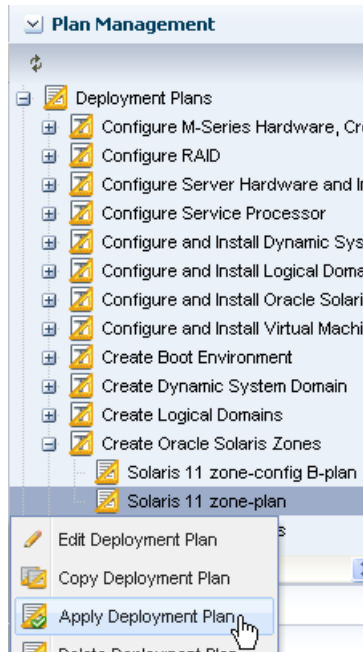 Plan Management
Deployment Plans
Configure M-Series Hardware, Cr
Configure RAID
Configure Server Hardware and I
Configure Service Processor
Configure and Install Dynamic Sys
Configure and Install Logical Doma
Configure and Install Oracle Solari
Configure and Install Virtual Machi
Create Boot Environment
Create Dynamic System Domain
Create Logical Domains
Create Oracle Solaris Zones
Solaris 11 zone-config B-plan
Solaris 11 zone-plan
Edit Deployment Plan
Copy Deployment Plan
Apply Deployment Plan
Delete Deployment Plan